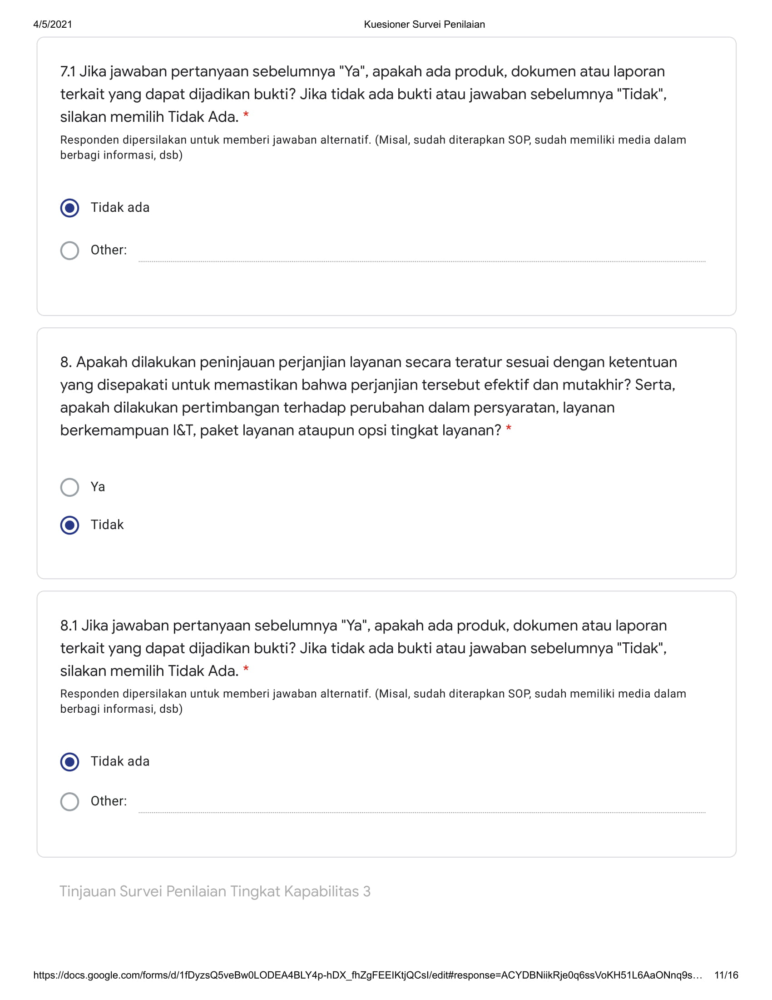 4/5/2021
Kuesioner Survei Penilaian
7.1 Jika jawaban pertanyaan sebelumnya "Ya", apakah ada produk, dokumen atau laporan
terkait yang dapat dijadikan bukti? Jika tidak ada bukti atau jawaban sebelumnya "Tidak",
silakan memilih Tidak Ada. *
Responden dipersilakan untuk memberi jawaban alternatif. (Misal, sudah diterapkan SOP, sudah memiliki media dalam
berbagi informasi, dsb)
Tidak ada
Other:
8. Apakah dilakukan peninjauan perjanjian layanan secara teratur sesuai dengan ketentuan
yang disepakati untuk memastikan bahwa perjanjian tersebut efektif dan mutakhir? Serta,
apakah dilakukan pertimbangan terhadap perubahan dalam persyaratan, layanan
berkemampuan I&T, paket layanan ataupun opsi tingkat layanan? *
Ya
Tidak
8.1 Jika jawaban pertanyaan sebelumnya "Ya", apakah ada produk, dokumen atau laporan
terkait yang dapat dijadikan bukti? Jika tidak ada bukti atau jawaban sebelumnya "Tidak",
silakan memilih Tidak Ada. *
Responden dipersilakan untuk memberi jawaban alternatif. (Misal, sudah diterapkan SOP, sudah memiliki media dalam
berbagi informasi, dsb)
Tidak ada
Other:
Tinjauan Survei Penilaian Tingkat Kapabilitas 3
https://docs.google.com/forms/d/1fDyzsQ5veBw0LODEA4BLY4p-hDX_fhZgFEEIKtjQCsI/edit#response=ACYDBNiikRje0q6ssVoKH51L6AaONnq9s…
11/16